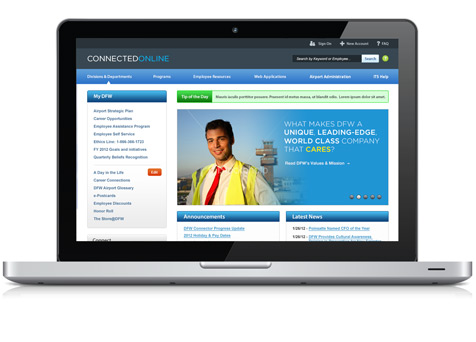 Sign On
New Account
FAQ
CONNECTEDONLINE
Search by Keyword or Employee
Search
Divisions & Departments
Programs
Employee Resources
Web Applications
Airport Administration
ITS Help
My DFW
Tip of the Day
Mauris auctor porttitor posuere. Praesent id metus massa, et blandit odio. Lorem ipsum dolor sit amet.
Airport Strategic Plan
Career Opportunities
Employee Assistance Program
Employee Self Service
Ethics Line: 1-866-366-1733
FY 2012 Goals and Initiatives
Quarterly Beliefs Recognition
WHAT MAKES DFW A
UNIQUE, LEADING-EDGE,
WORLD CLASS COMPANY
THAT CARES?
Read DFW's Values & Mission
A Day in the Life
Edit
Career Connections
DFW Airport Glossary
e-Postcards
Employee Discounts
Honor Roll
The Store@DFW
Connect
Announcements
DFW Connector Progress Update
2012 Holiday & Pay Dates
Latest News
1/26/12 - Poinsatte Named CFO of the Year
1/26/12 - DFW Provides Cultural Awareness